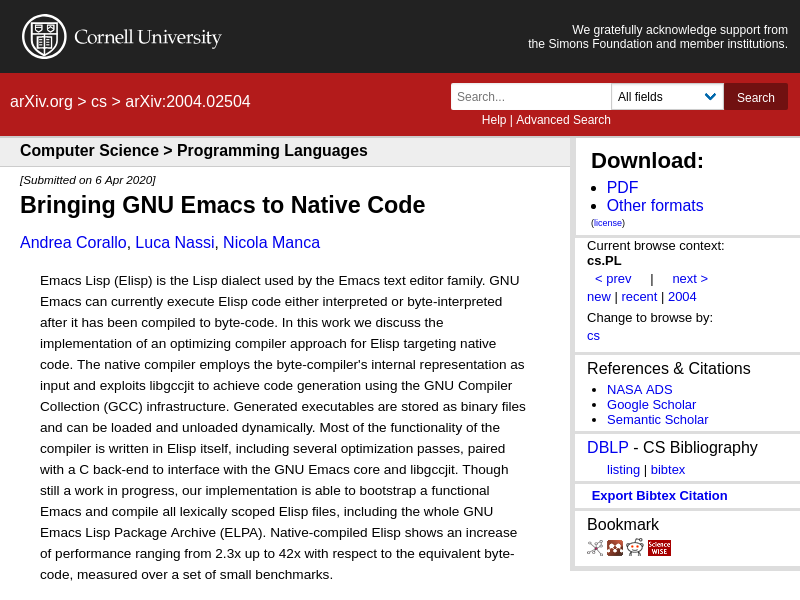 Cornell University
We gratefully acknowledge support from
the Simons Foundation and member institutions.
arXiv.org > cs > arXiv:2004.02504
Search...
All fields
Search
Help | Advanced Search
Computer Science > Programming Languages
[Submitted on 6 Apr 2020]
Bringing GNU Emacs to Native Code
Andrea Corallo, Luca Nassi, Nicola Manca
Emacs Lisp (Elisp) is the Lisp dialect used by the Emacs text editor family. GNU
Emacs can currently execute Elisp code either interpreted or byte-interpreted
after it has been compiled to byte-code. In this work we discuss the
implementation of an optimizing compiler approach for Elisp targeting native
code. The native compiler employs the byte-compiler's internal representation as
input and exploits libgccjit to achieve code generation using the GNU Compiler
Collection (GCC) infrastructure. Generated executables are stored as binary files
and can be loaded and unloaded dynamically. Most of the functionality of the
compiler is written in Elisp itself, including several optimization passes, paired
with a C back-end to interface with the GNU Emacs core and libgccjit. Though
still a work in progress, our implementation is able to bootstrap a functional
Emacs and compile all lexically scoped Elisp files, including the whole GNU
Emacs Lisp Package Archive (ELPA). Native-compiled Elisp shows an increase
of performance ranging from 2.3x up to 42x with respect to the equivalent byte-
code, measured over a set of small benchmarks.
Download:
PDF
Other formats
(license)
Current browse context:
cs.PL
< prev | next >
new | recent | 2004
Change to browse by:
cs
References & Citations
NASA ADS
Google Scholar
Semantic Scholar
DBLP - CS Bibliography
listing | bibtex
Export Bibtex Citation
Bookmark
Science
WISE